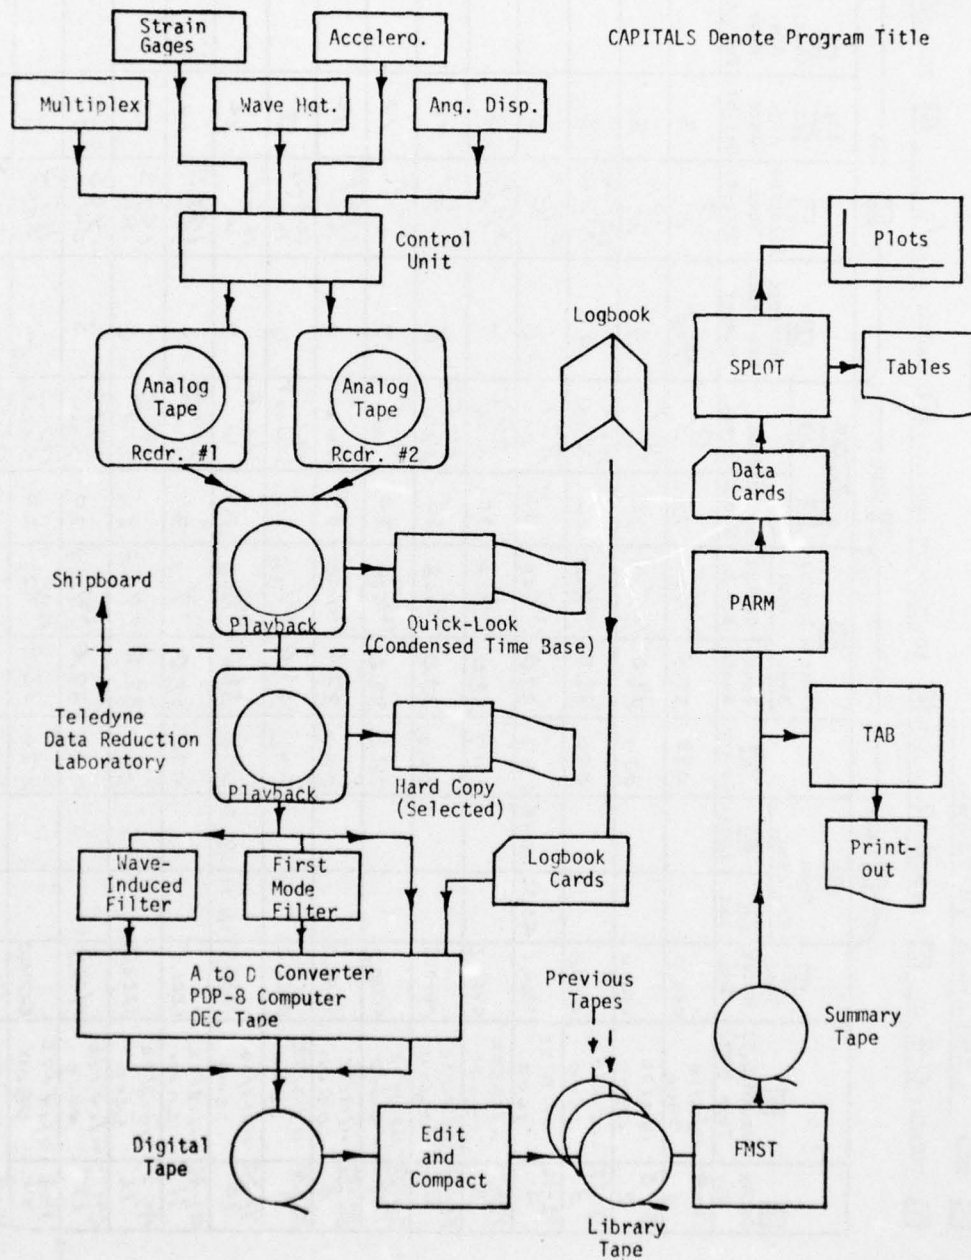 Strain
Gages
Accelero.
CAPITALS Denote Program Title
Multiplex
Wave Hgt.
Ang. Disp.
Control
Unit
Plots
Logbook
SPLOT
Tables
Analog
Tape
Rcdr. #1
Analog
Tape
Rcdr. #2
Data
Cards
Shipboard
Playback
Quick-Look
(Condensed Time Base)
PARM
Teledyne
Data Reduction
Laboratory
Playback
Hard Copy
(Selected)
TAB
Wave-
Induced
Filter
First
Mode
Filter
Logbook
Cards
Print-
out
A to D Converter
PDP-8 Computer
DEC Tape
Previous
Tapes
Summary
Tape
Digital
Tape
Edit
and
Compact
FMST
Library
Tape